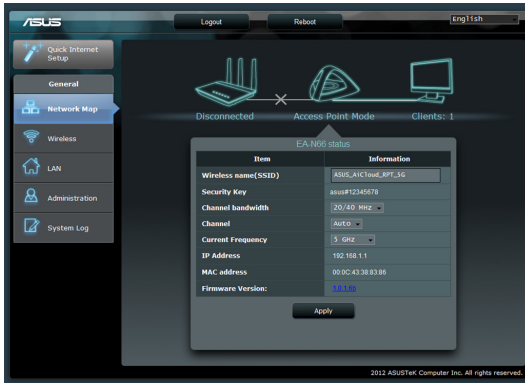 ASUS
Logout
Reboot
English
Quick Internet
Setup
General
Network Map
Wireless
LAN
Administration
System Log
Disconnected
Access Point Mode
Clients: 1
EA-N66 status
Item Information
Wireless name(SSID) ASUS_AiCloud_RPT_5G
Security Key asus#12345678
Channel bandwidth 20/40 MHz
Channel Auto
Current Frequency 5 GHz
IP Address 192.168.1.1
MAC address 00:0C:43:38:83:86
Firmware Version:
Apply
2012 ASUSTeK Computer Inc. All rights reserved.